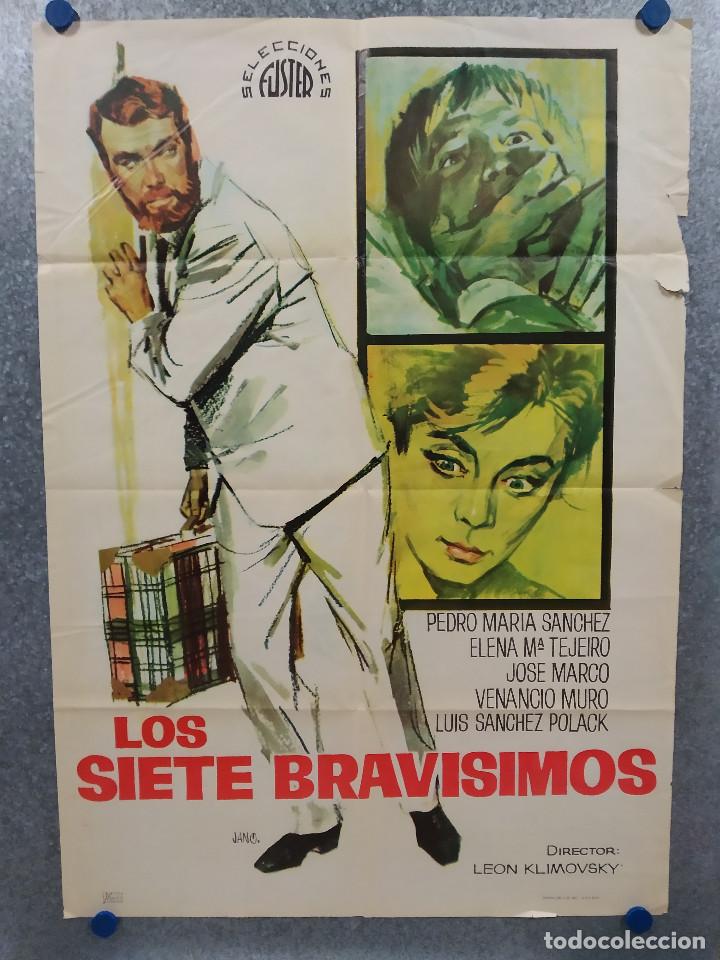 SELECCIONES
FUSTER
PEDRO MARIA SANCHEZ
ELENA Mª TEJEIRO
JOSE MARCO
VENANCIO MURO
LUIS SANCHEZ POLACK
LOS
SIETE BRAVISIMOS
JANO.
DIRECTOR:
LEON KLIMOVSKY
todocoleccion